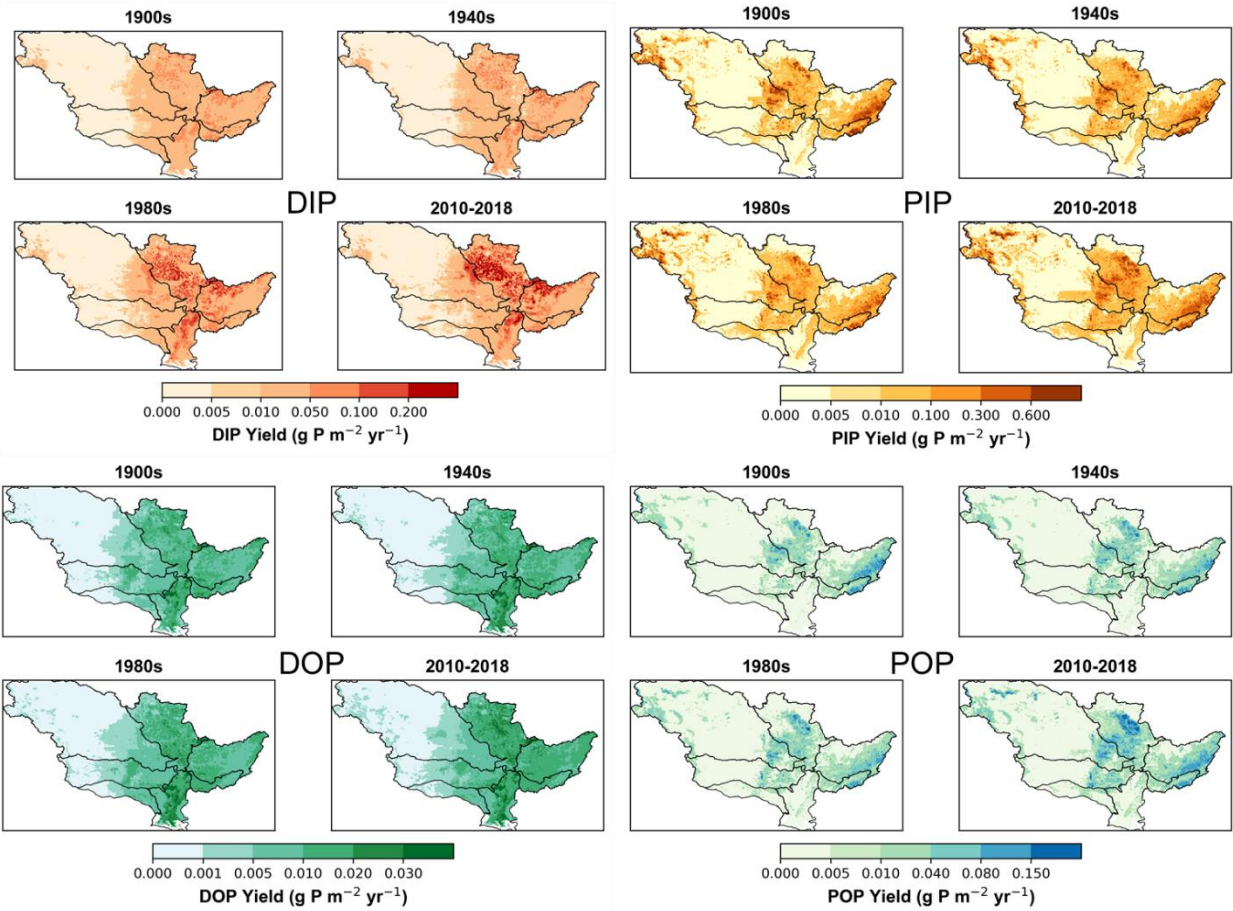 1900s
1940s
1980s
DIP
2010-2018
0.000 0.005 0.010 0.050 0.100 0.200
DIP Yield (g P m⁻² yr⁻¹)
1900s
1940s
1980s
PIP
2010-2018
0.000 0.005 0.010 0.100 0.300 0.600
PIP Yield (g P m⁻² yr⁻¹)
1900s
1940s
1980s
DOP
2010-2018
0.000 0.001 0.005 0.010 0.020 0.030
DOP Yield (g P m⁻² yr⁻¹)
1900s
1940s
1980s
POP
2010-2018
0.000 0.005 0.010 0.040 0.080 0.150
POP Yield (g P m⁻² yr⁻¹)